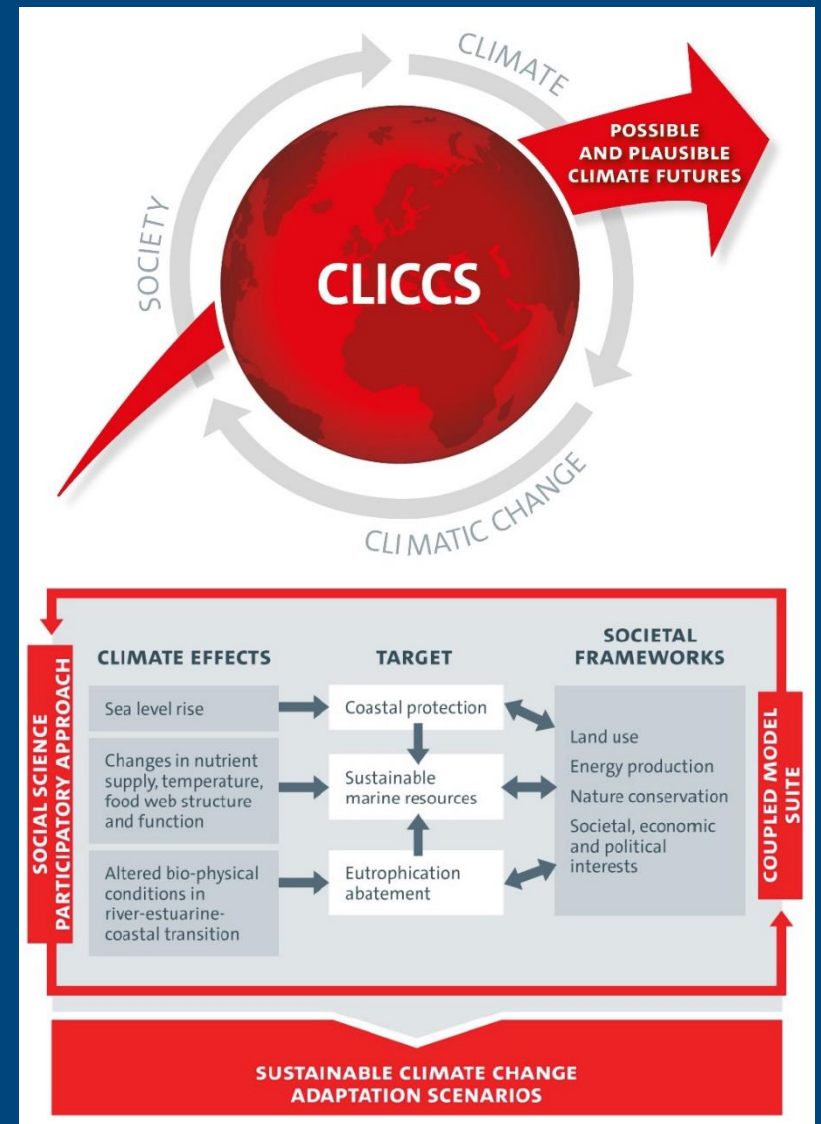 CLIMATE
POSSIBLE
AND PLAUSIBLE
CLIMATE FUTURES
SOCIETY
CLICCS
CLIMATIC CHANGE
SOCIAL SCIENCE
PARTICIPATORY APPROACH
CLIMATE EFFECTS
Sea level rise
Changes in nutrient
supply, temperature,
food web structure
and function
Altered bio-physical
conditions in
river-estuarine-
coastal transition
TARGET
Coastal protection
Sustainable
marine resources
Eutrophication
abatement
SOCIETAL
FRAMEWORKS
Land use
Energy production
Nature conservation
Societal, economic
and political
interests
COUPLED MODEL
SUITE
SUSTAINABLE CLIMATE CHANGE
ADAPTATION SCENARIOS